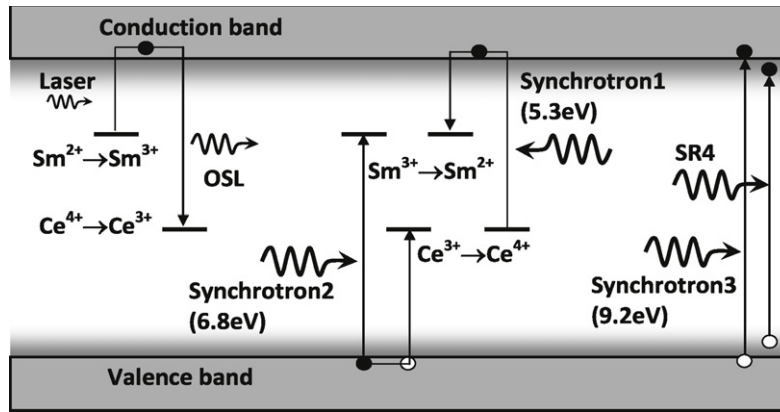 Conduction band
Laser
Sm²⁺→Sm³⁺
OSL
Ce⁴⁺→Ce³⁺
Synchrotron1
(5.3eV)
Sm³⁺→Sm²⁺
SR4
Ce³⁺→Ce⁴⁺
Synchrotron2
(6.8eV)
Synchrotron3
(9.2eV)
Valence band